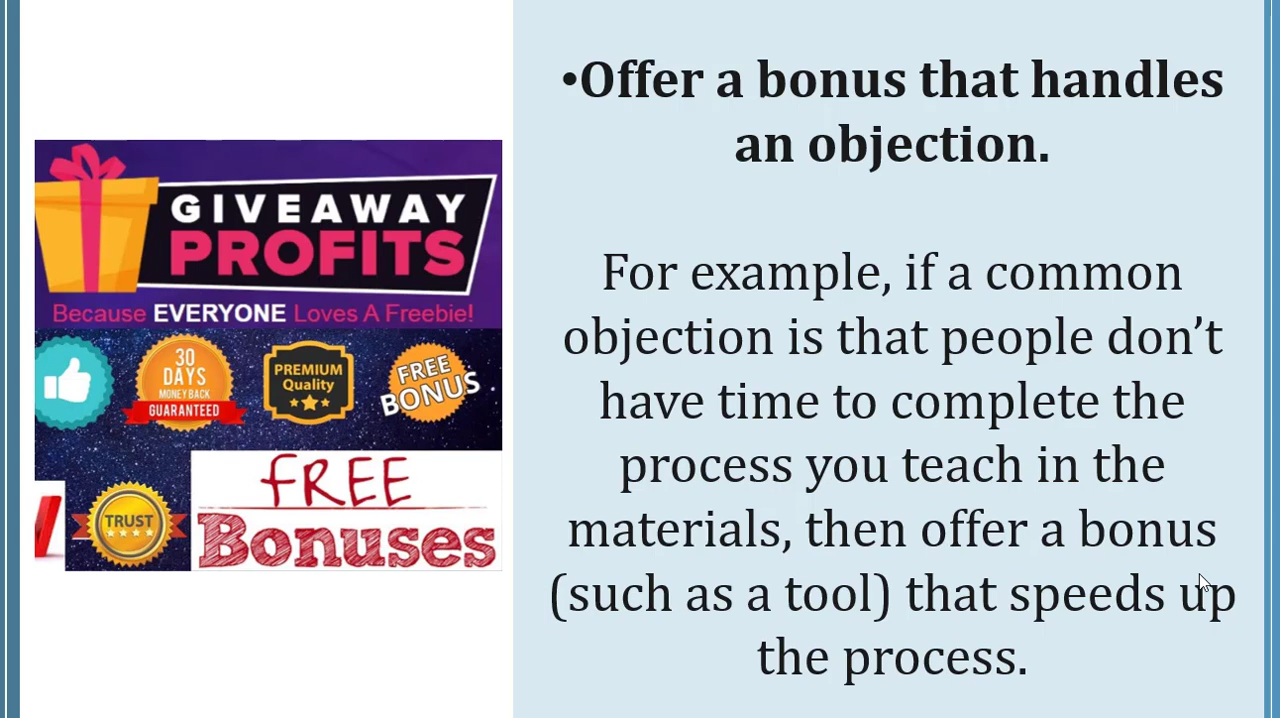 GIVEAWAY
PROFITS
Because EVERYONE Loves A Freebie!
30
DAYS
MONEY BACK
GUARANTEED
PREMIUM
Quality
FREE
BONUS
TRUST
FREE
Bonuses
•Offer a bonus that handles
an objection.
For example, if a common
objection is that people don’t
have time to complete the
process you teach in the
materials, then offer a bonus
(such as a tool) that speeds up
the process.